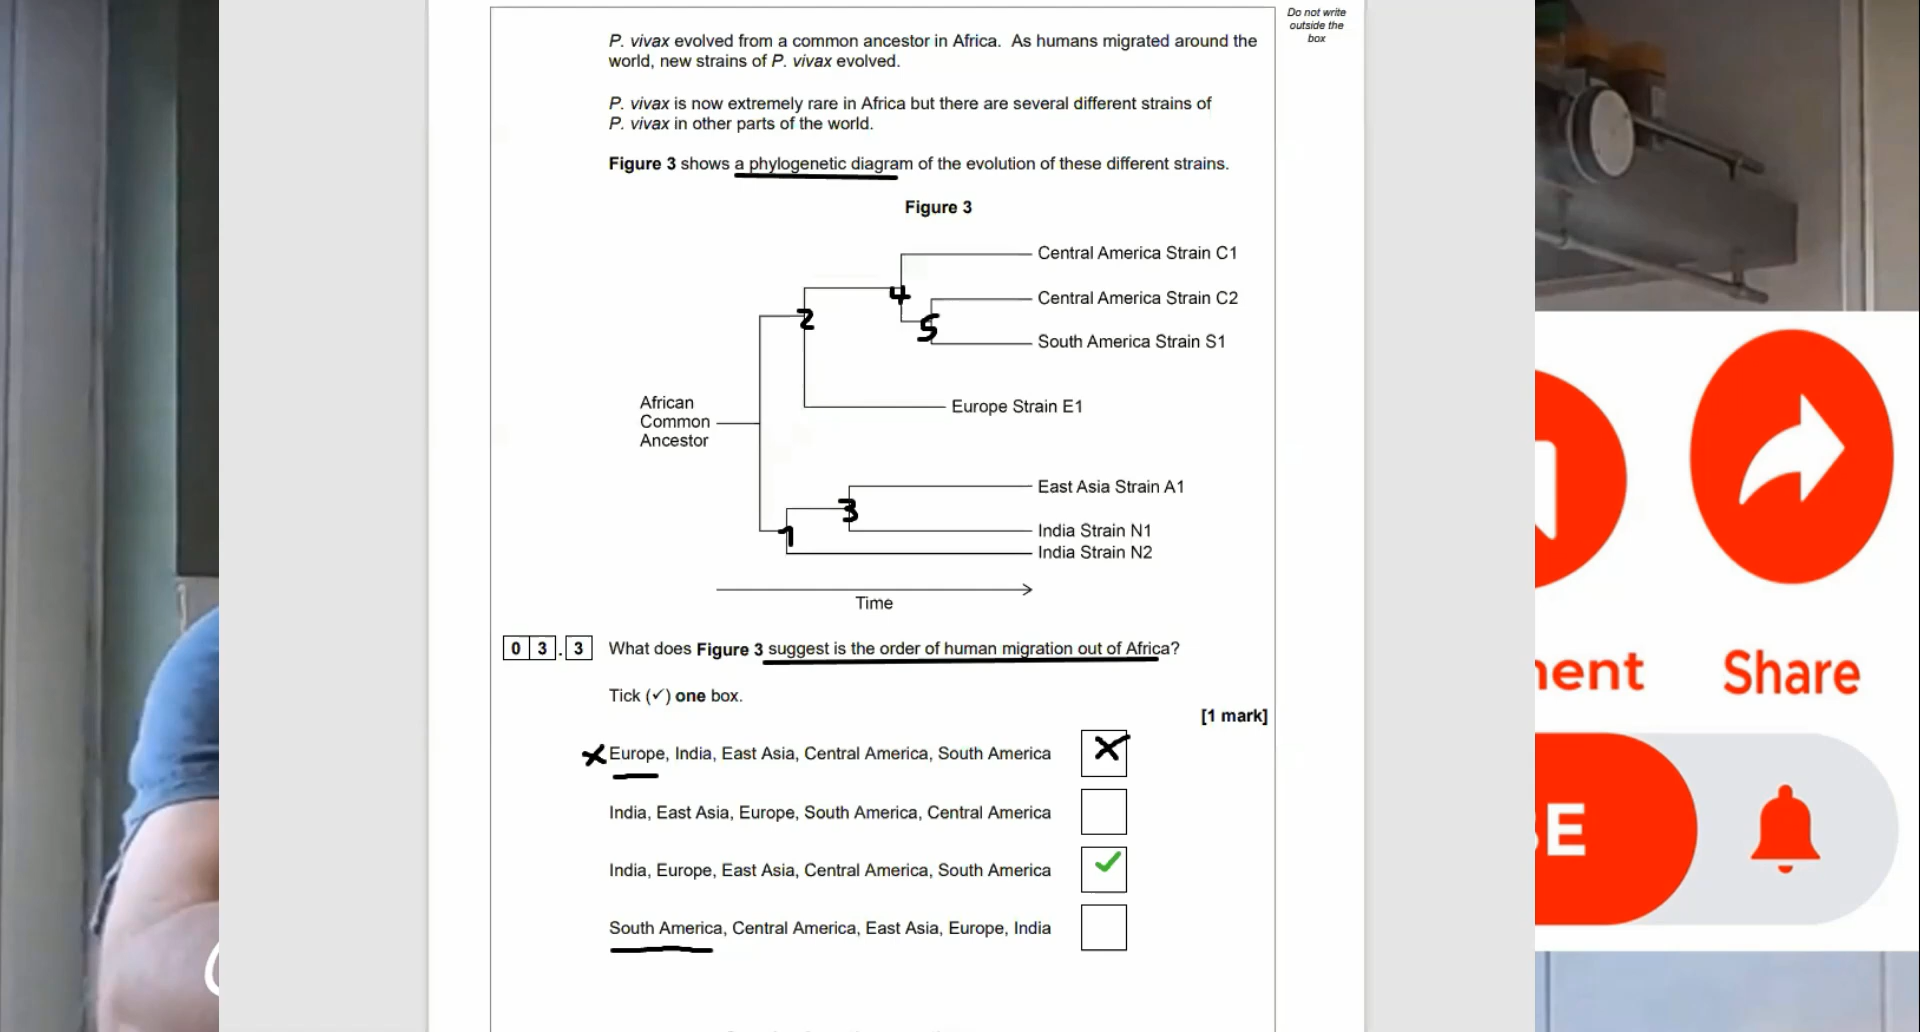 Do not write
outside the
box
P. vivax evolved from a common ancestor in Africa. As humans migrated around the
world, new strains of P. vivax evolved.
P. vivax is now extremely rare in Africa but there are several different strains of
P. vivax in other parts of the world.
Figure 3 shows a phylogenetic diagram of the evolution of these different strains.
Figure 3
Central America Strain C1
4
Central America Strain C2
2
5
South America Strain S1
African
Common
Ancestor
Europe Strain E1
East Asia Strain A1
3
India Strain N1
1
India Strain N2
Time
0 3 . 3 What does Figure 3 suggest is the order of human migration out of Africa?
Tick (✓) one box.
[1 mark]
Europe, India, East Asia, Central America, South America
India, East Asia, Europe, South America, Central America
India, Europe, East Asia, Central America, South America
South America, Central America, East Asia, Europe, India
Share